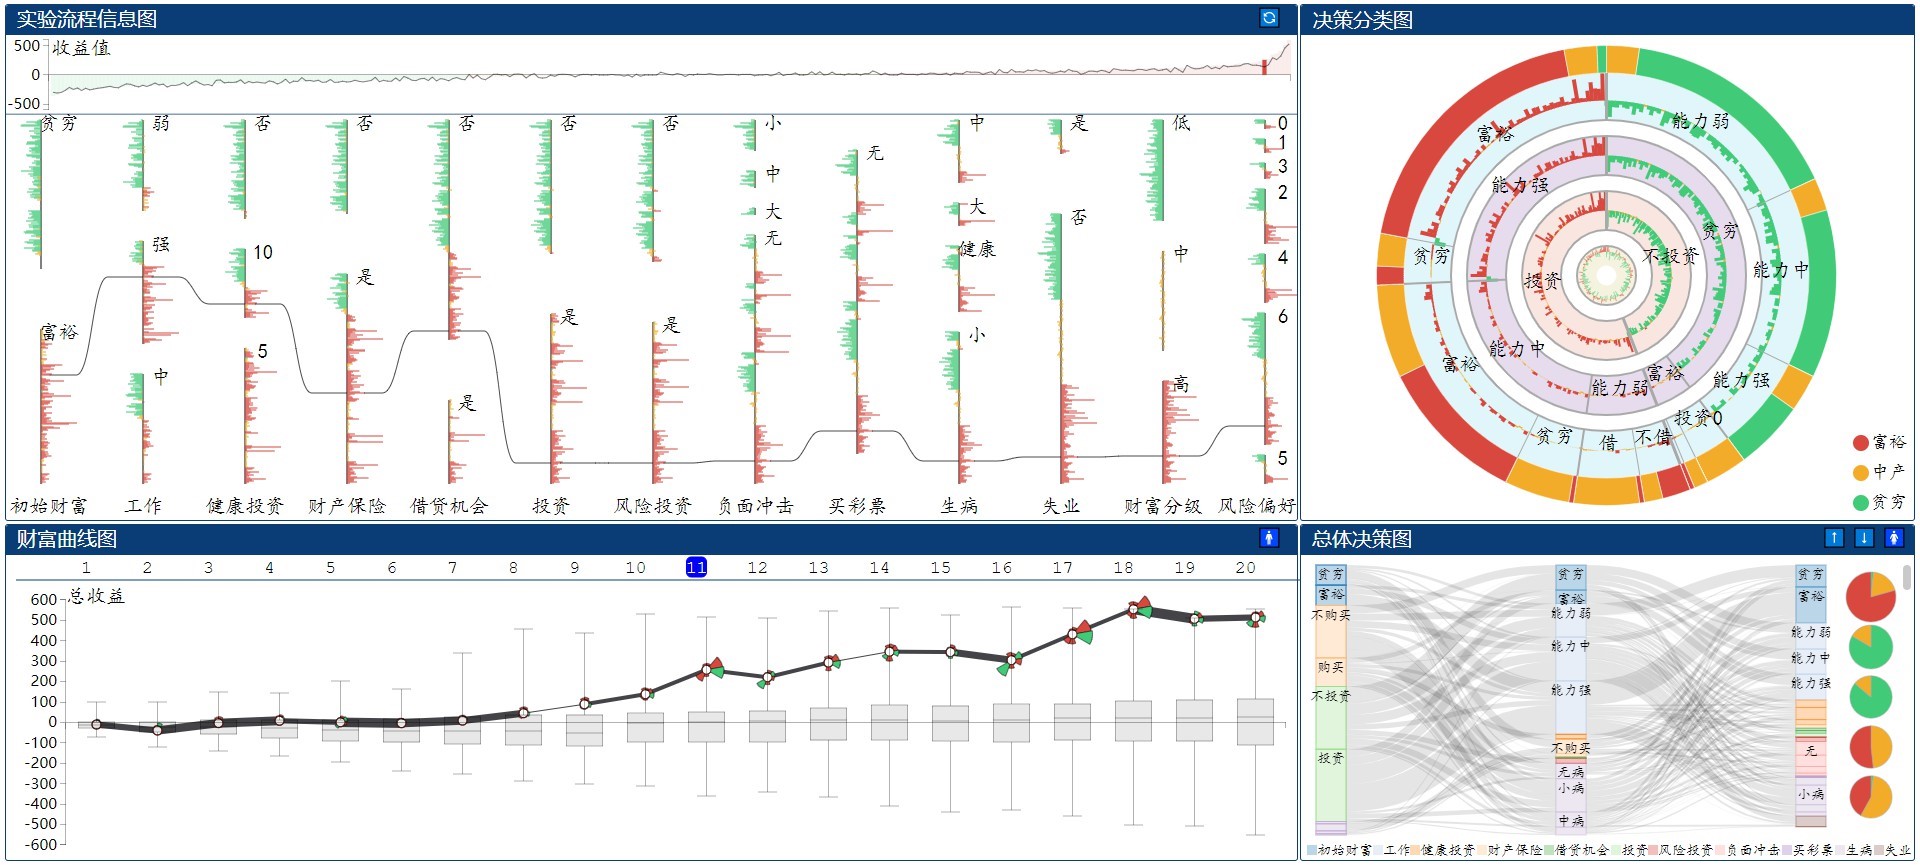 实验流程信息图
500
收益值
0
-500
贫穷 弱 否 否 否 否 否 小 中 是 低 0
1
无
3
中
2
大 大
否
无
强 健康 中
10 4
是
6
是
富裕 是 小
5
中 高
是
5
初始财富 工作 健康投资 财产保险 借贷机会 投资 风险投资 负面冲击 买彩票 生病 失业 财富分级 风险偏好
决策分类图
能力弱
富裕
能力强
贫穷
贫穷
不投资
能力中
投资
能力中
富裕
富裕
能力弱
能力强
投资0
贫穷
借
不借
富裕
中产
贫穷
财富曲线图
1 2 3 4 5 6 7 8 9 10 11 12 13 14 15 16 17 18 19 20
总收益
600
500
400
300
200
100
0
-100
-200
-300
-400
-500
-600
总体决策图
贫穷
富裕
不购买
购买
不投资
投资
贫穷
富裕
能力弱
能力中
能力强
不购买
无病
小病
中病
贫穷
富裕
能力弱
能力中
能力强
无
小病
初始财富 工作 健康投资 财产保险 借贷机会 投资 风险投资 负面冲击 买彩票 生病 失业